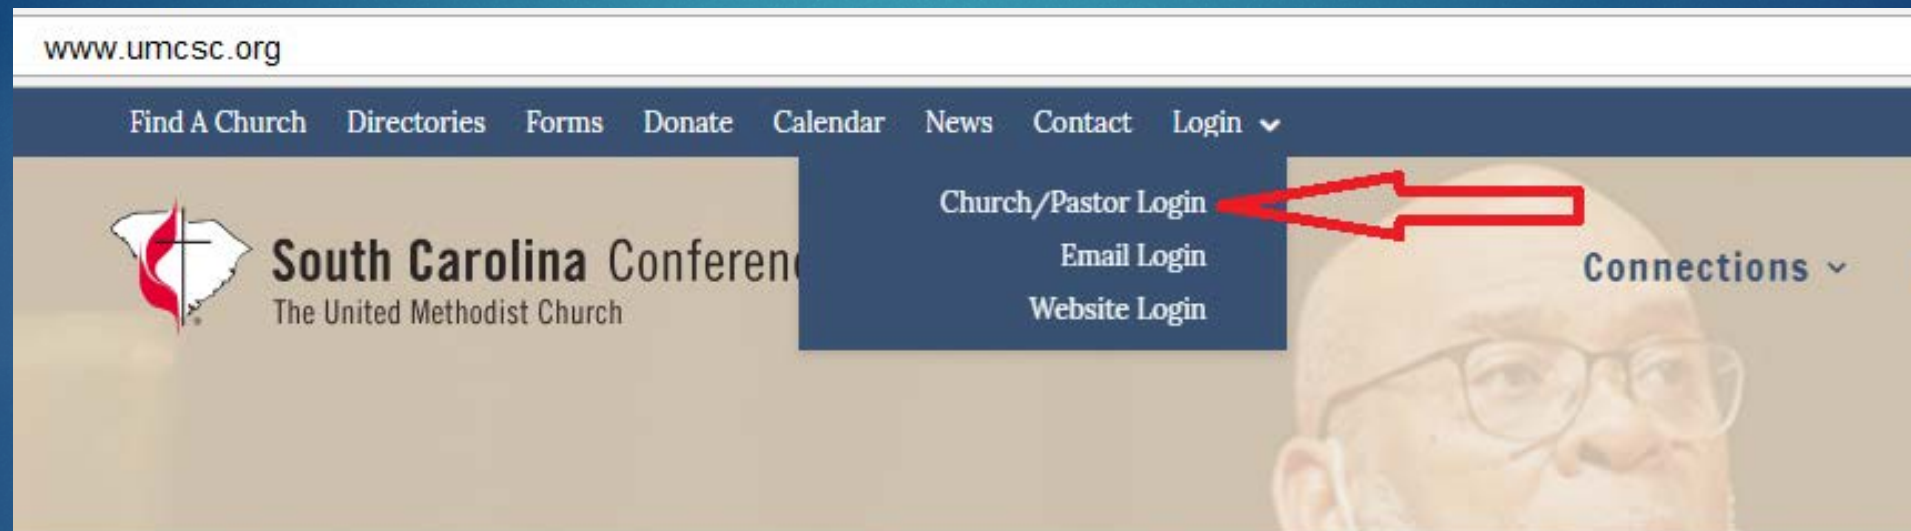 www.umcsc.org
Find A Church Directories Forms Donate Calendar News Contact Login
Church/Pastor Login
Email Login
Website Login
South Carolina
The United Methodist Church
Connections